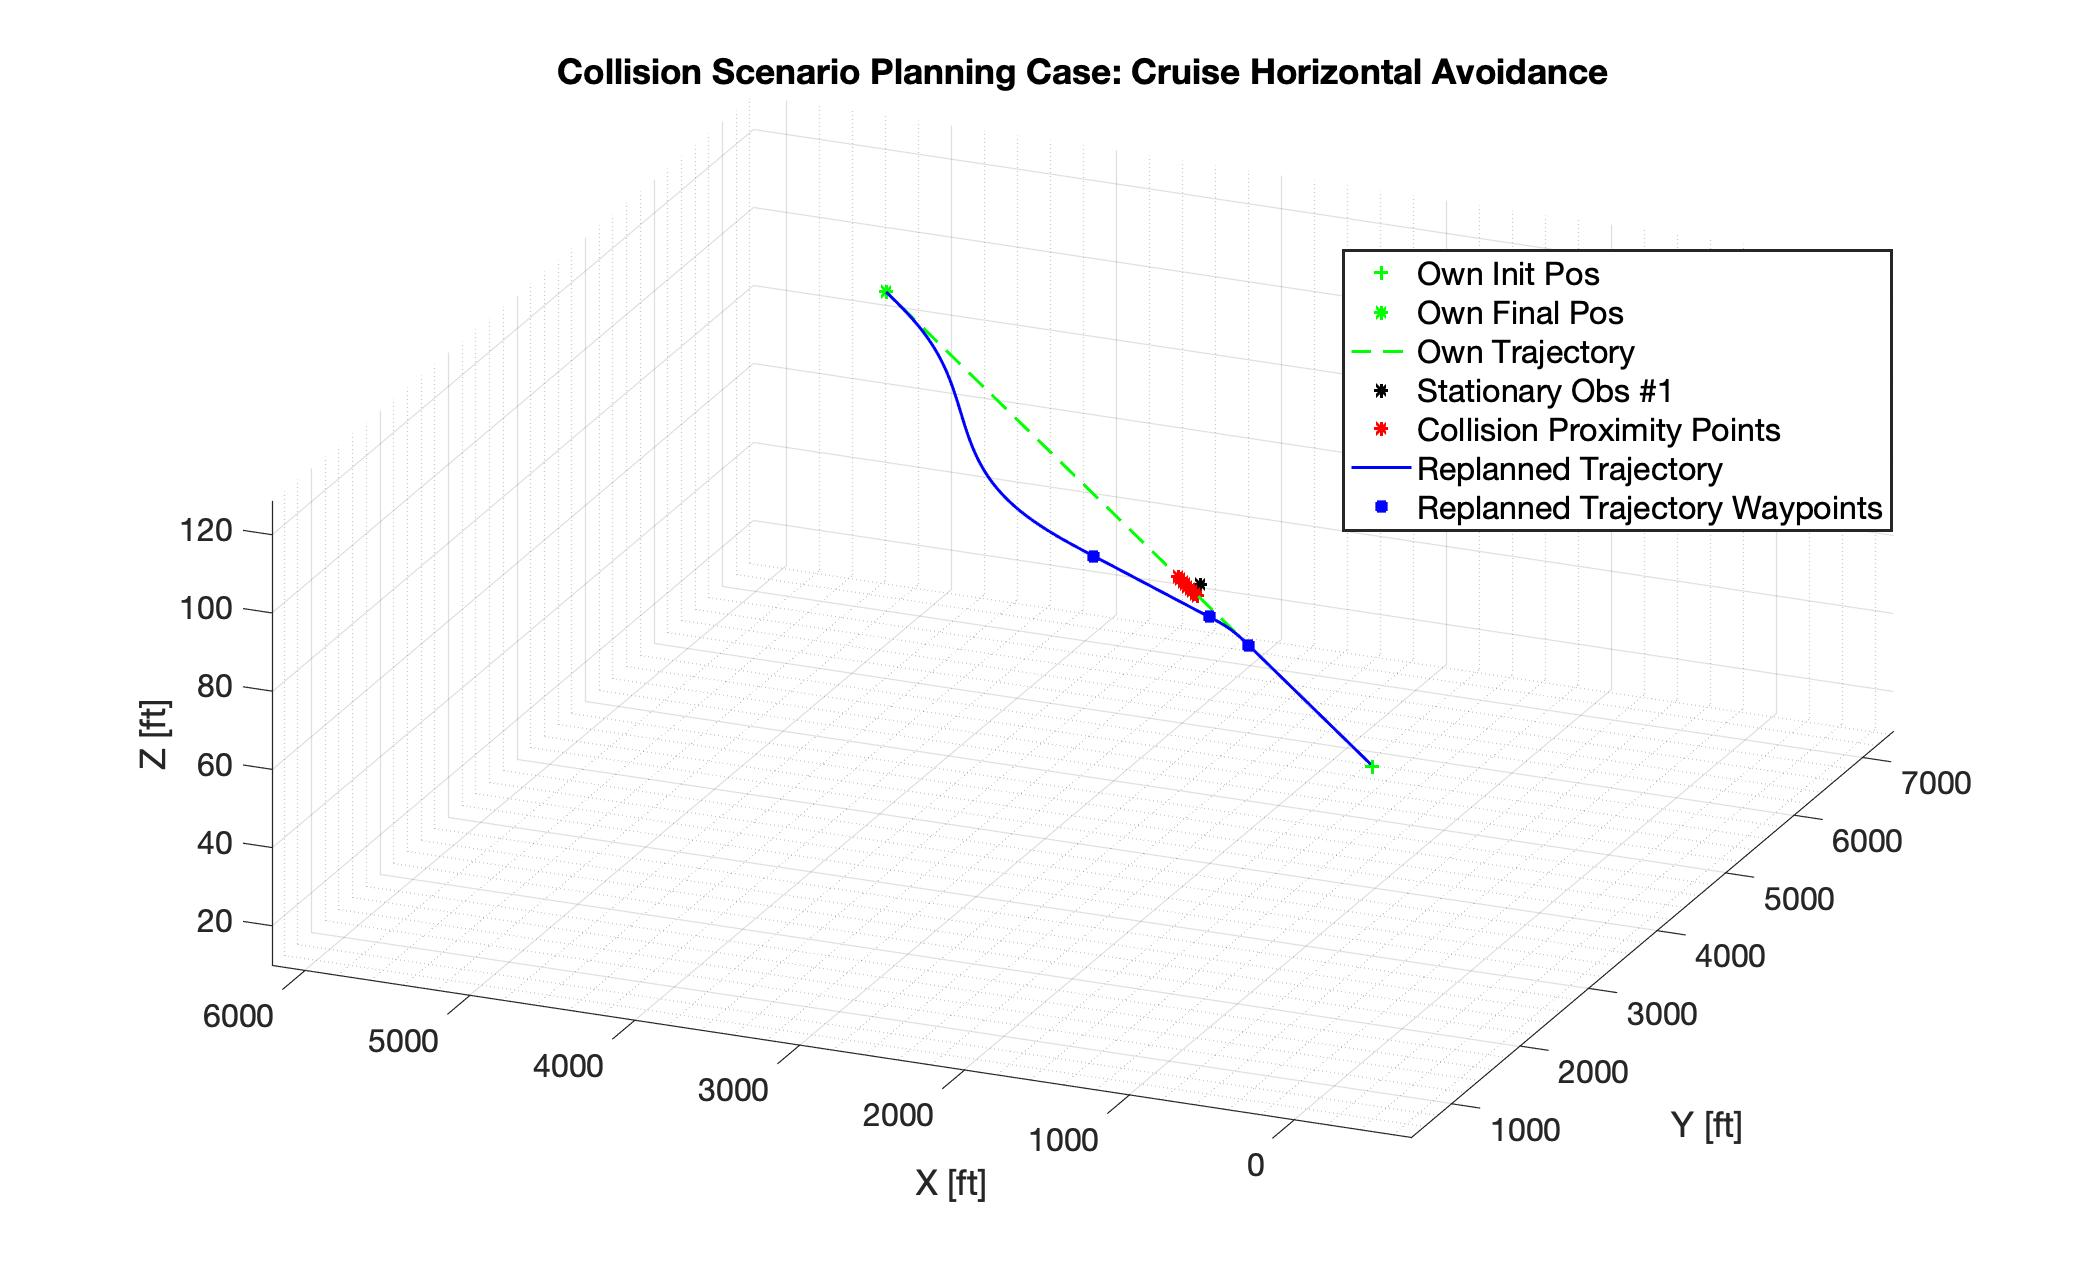 Collision Scenario Planning Case: Cruise Horizontal Avoidance
Own Init Pos
Own Final Pos
Own Trajectory
Stationary Obs #1
Collision Proximity Points
Replanned Trajectory
Replanned Trajectory Waypoints
120
100
80
60
40
20
Z [ft]
6000
5000
4000
3000
2000
1000
0
X [ft]
7000
6000
5000
4000
3000
2000
1000
Y [ft]